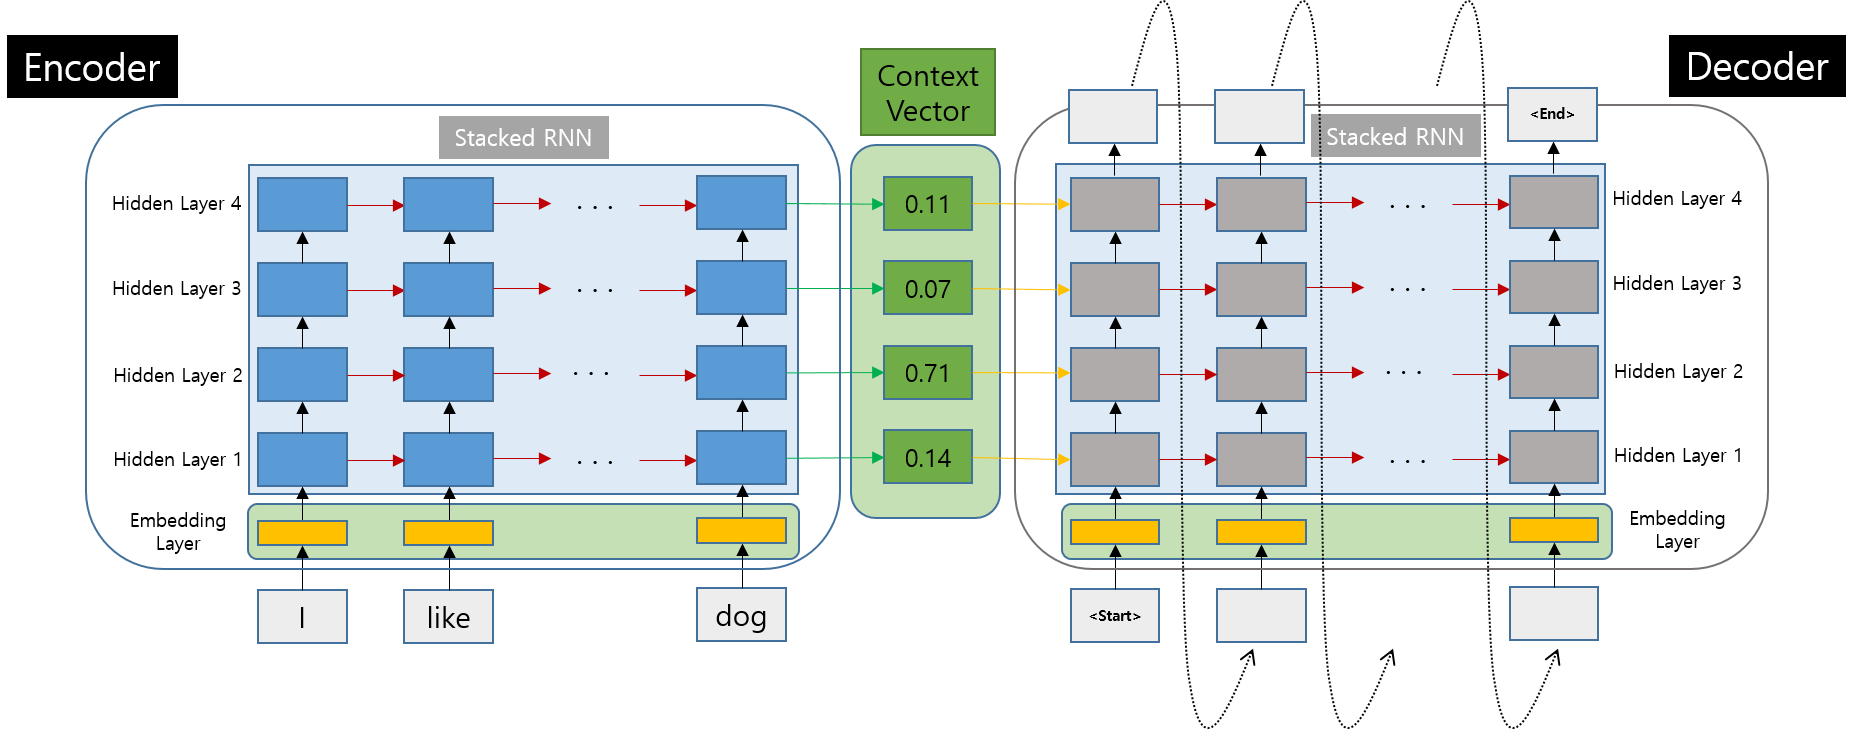 Encoder
Stacked RNN
Hidden Layer 4
. . .
Hidden Layer 3
. . .
Hidden Layer 2
. . .
Hidden Layer 1
. . .
Embedding
Layer
I
like
dog
Context
Vector
0.11
0.07
0.71
0.14
Decoder
<End>
Stacked RNN
. . .
Hidden Layer 4
. . .
Hidden Layer 3
. . .
Hidden Layer 2
. . .
Hidden Layer 1
Embedding
Layer
<Start>